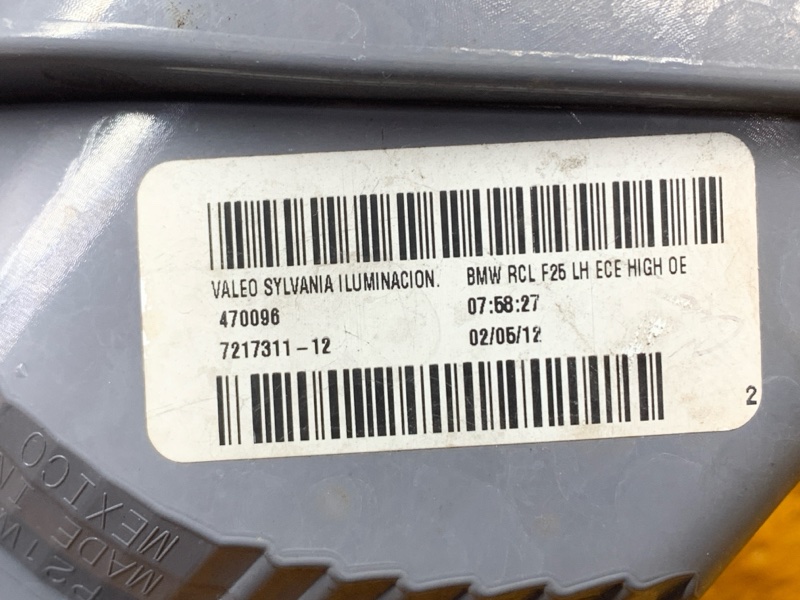 VALEO SYLVANIA ILUMINACION. BMW RCL F25 LH ECE HIGH OE
470096 07:58:27
7217311-12 02/05/12
2
P21W
MADE IN
MEXICO